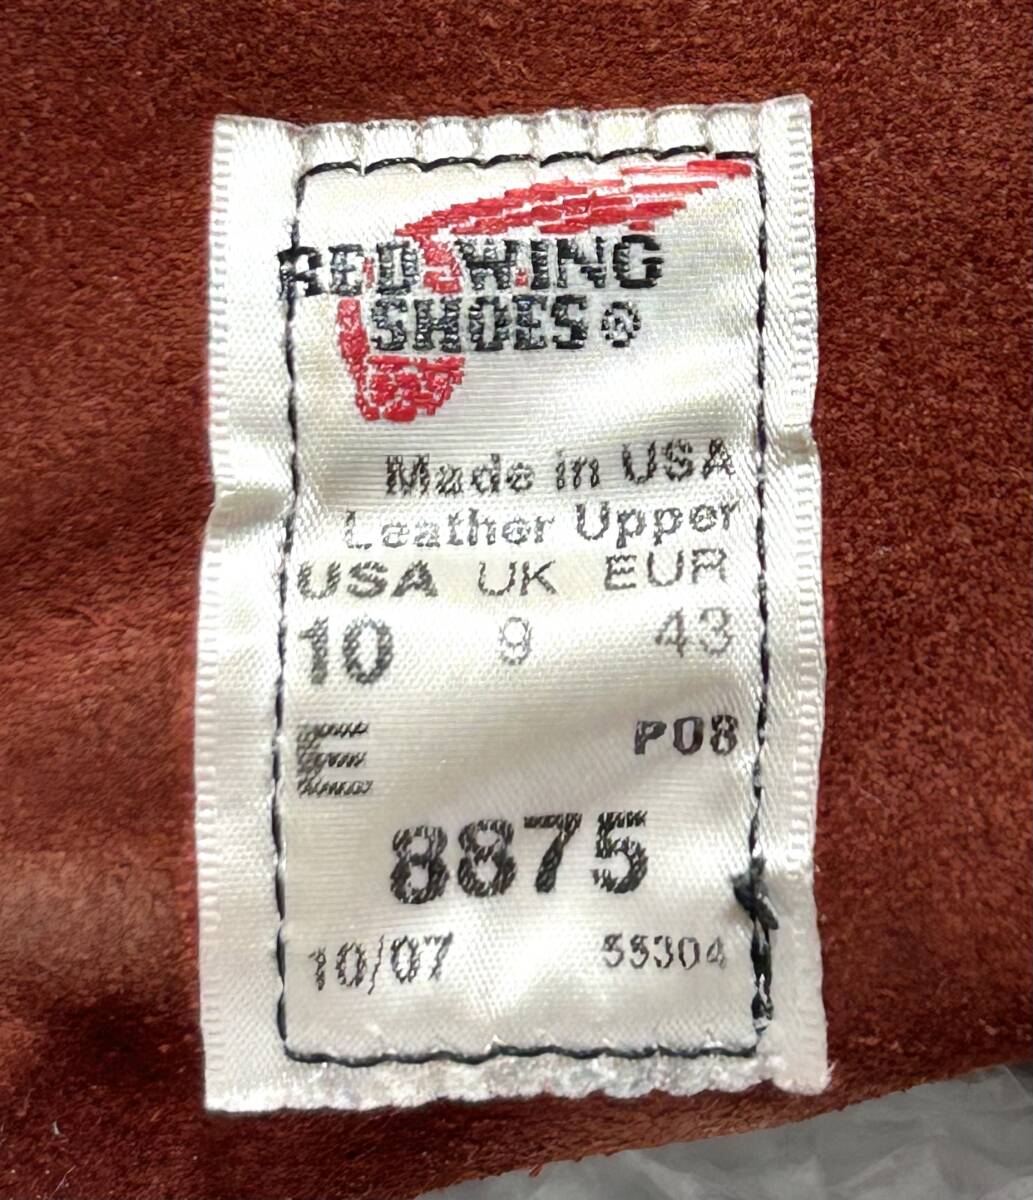 RED WING
SHOES®
Made in USA
Leather Upper
USA UK EUR
10 9 43
E P08
8875
10/07 55304